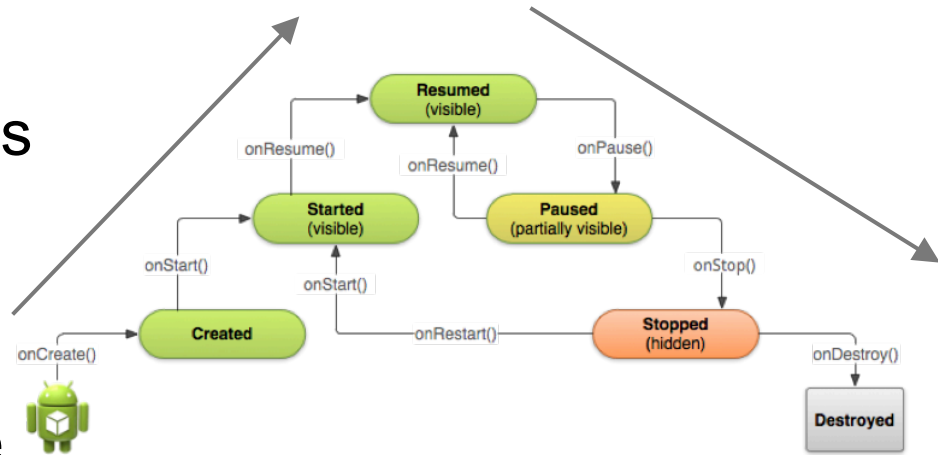 s
Resumed
(visible)
onResume()
onResume()
onPause()
Started
(visible)
Paused
(partially visible)
onStart()
onStart()
onStop()
Created
onRestart()
Stopped
(hidden)
onCreate()
onDestroy()
Destroyed
e